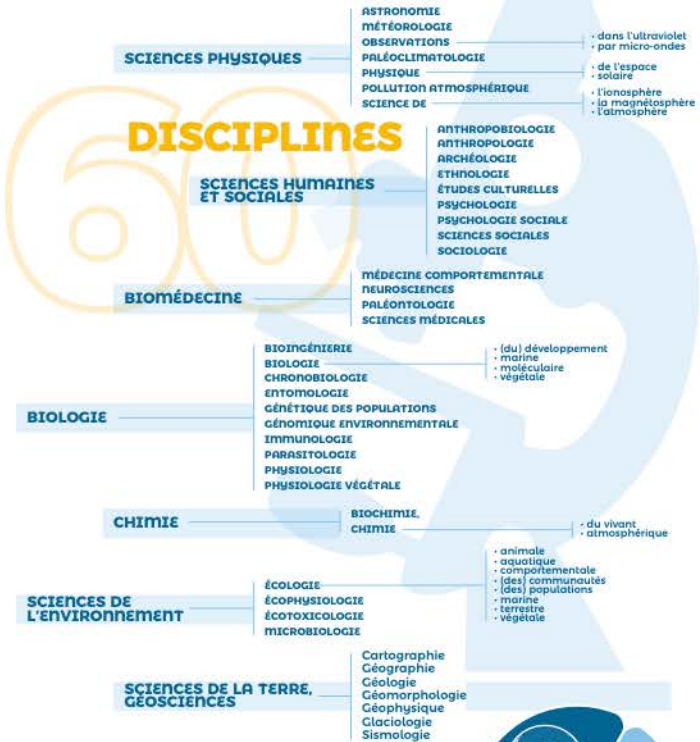 60
DISCIPLINES
SCIENCES PHYSIQUES
ASTRONOMIE
MÉTÉOROLOGIE
OBSERVATIONS
· dans l'ultraviolet
· par micro-ondes
PALÉOCLIMATOLOGIE
PHYSIQUE
· de l'espace
· solaire
POLLUTION ATMOSPHÉRIQUE
SCIENCE DE
· l'ionosphère
· la magnétosphère
· l'atmosphère
SCIENCES HUMAINES
ET SOCIALES
ANTHROPOBIOLOGIE
ANTHROPOLOGIE
ARCHÉOLOGIE
ETHNOLOGIE
ÉTUDES CULTURELLES
PSYCHOLOGIE
PSYCHOLOGIE SOCIALE
SCIENCES SOCIALES
SOCIOLOGIE
BIOMÉDECINE
MÉDECINE COMPORTEMENTALE
NEUROSCIENCES
PALÉONTOLOGIE
SCIENCES MÉDICALES
BIOLOGIE
BIOINGÉNIERIE
BIOLOGIE
· (du) développement
· marine
· moléculaire
· végétale
CHRONOBIOLOGIE
ENTOMOLOGIE
GÉNÉTIQUE DES POPULATIONS
GÉNOMIQUE ENVIRONNEMENTALE
IMMUNOLOGIE
PARASITOLOGIE
PHYSIOLOGIE
PHYSIOLOGIE VÉGÉTALE
CHIMIE
BIOCHIMIE,
CHIMIE
· du vivant
· atmosphérique
SCIENCES DE
L'ENVIRONNEMENT
ÉCOLOGIE
· animale
· aquatique
· comportementale
· (des) communautés
· (des) populations
· marine
· terrestre
· végétale
ÉCOPHYSIOLOGIE
ÉCOTOXICOLOGIE
MICROBIOLOGIE
SCIENCES DE LA TERRE,
GÉOSCIENCES
Cartographie
Géographie
Géologie
Géomorphologie
Géophysique
Glaciologie
Sismologie